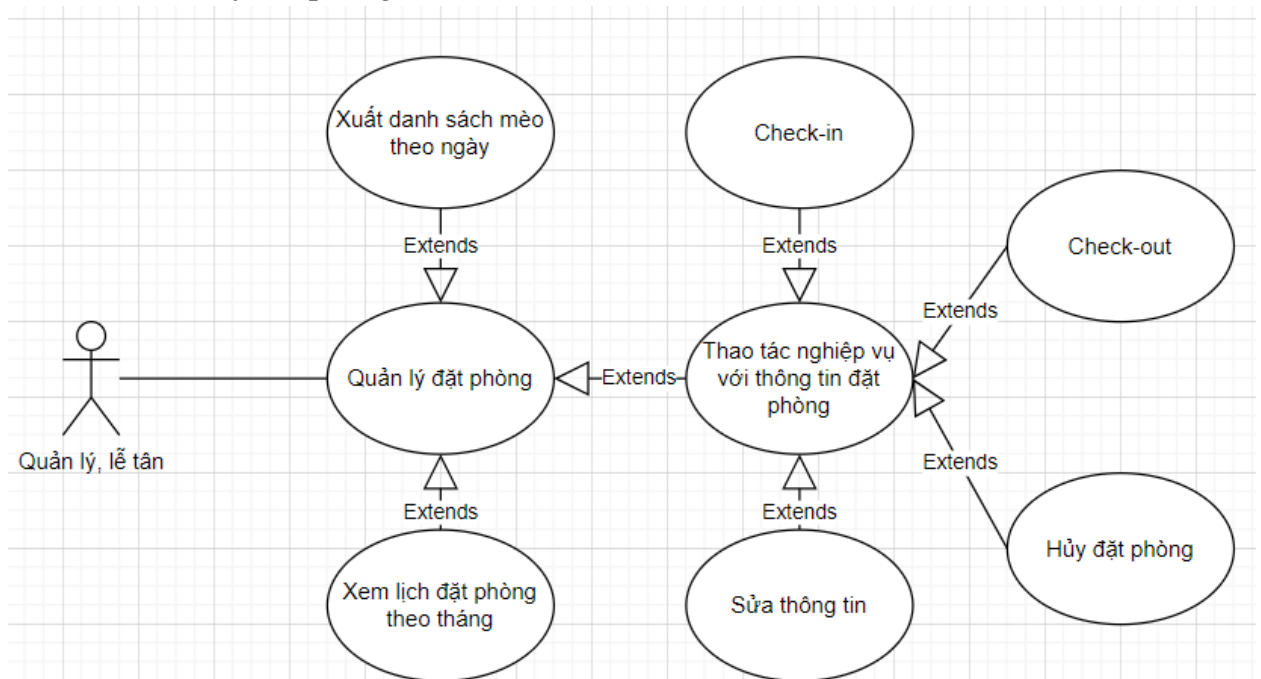 Xuất danh sách mèo
theo ngày
Check-in
Check-out
Extends
Extends
Extends
Quản lý đặt phòng
Extends
Thao tác nghiệp vụ
với thông tin đặt
phòng
Quản lý, lễ tân
Extends
Extends
Extends
Xem lịch đặt phòng
theo tháng
Sửa thông tin
Hủy đặt phòng